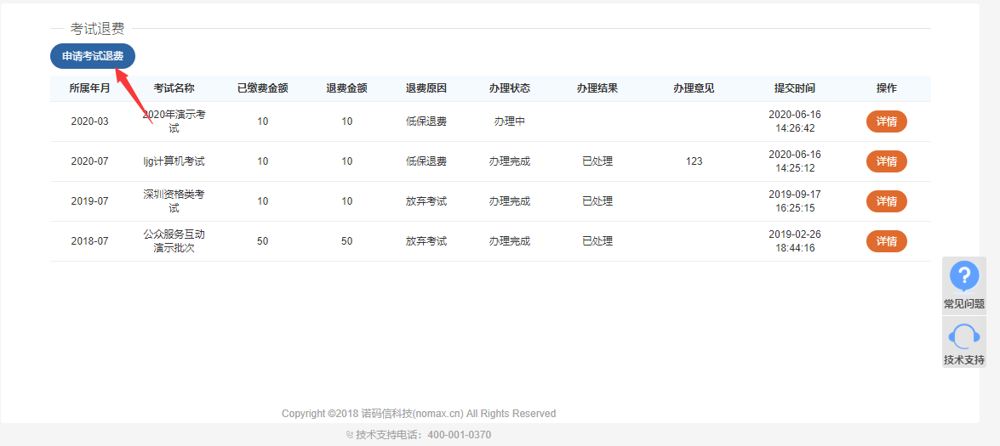 考试退费
申请考试退费
所属年月 考试名称 已缴费金额 退费金额 退费原因 办理状态 办理结果 办理意见 提交时间 操作
2020-03 2020年演示考试 10 10 低保退费 办理中 2020-06-16 14:26:42 详情
2020-07 ljg计算机考试 10 10 低保退费 办理完成 已处理 123 2020-06-16 14:25:12 详情
2019-07 深圳资格类考试 10 10 放弃考试 办理完成 已处理 2019-09-17 16:25:15 详情
2018-07 公众服务互动演示批次 50 50 放弃考试 办理完成 已处理 2019-02-26 18:44:16 详情
?
常见问题
技术支持
Copyright ©2018 诺码信科技(nomax.cn) All Rights Reserved
技术支持电话：400-001-0370